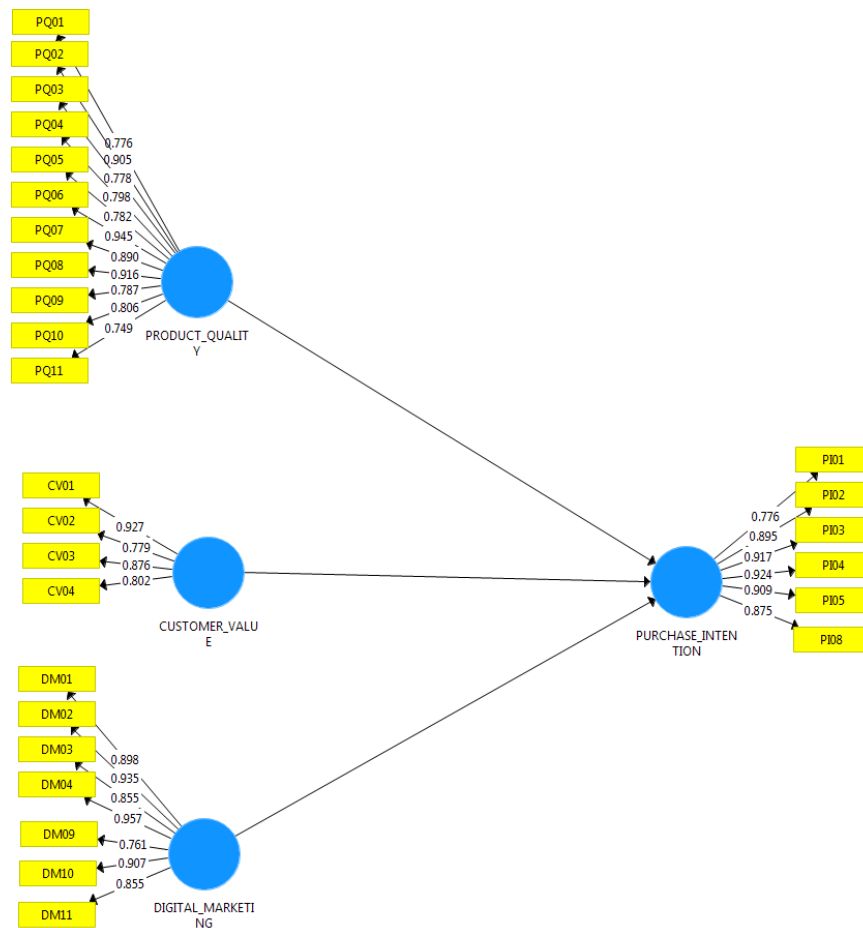 PQ01
PQ02
PQ03
PQ04
PQ05
PQ06
PQ07
PQ08
PQ09
PQ10
PQ11
0.776
0.905
0.778
0.798
0.782
0.945
0.890
0.916
0.787
0.806
0.749
PRODUCT_QUALIT
Y
CV01
CV02
CV03
CV04
0.927
0.779
0.876
0.802
CUSTOMER_VALU
E
DM01
DM02
DM03
DM04
DM09
DM10
DM11
0.898
0.935
0.855
0.957
0.761
0.907
0.855
DIGITAL_MARKETI
NG
PURCHASE_INTEN
TION
0.776
0.895
0.917
0.924
0.909
0.875
PI01
PI02
PI03
PI04
PI05
PI08